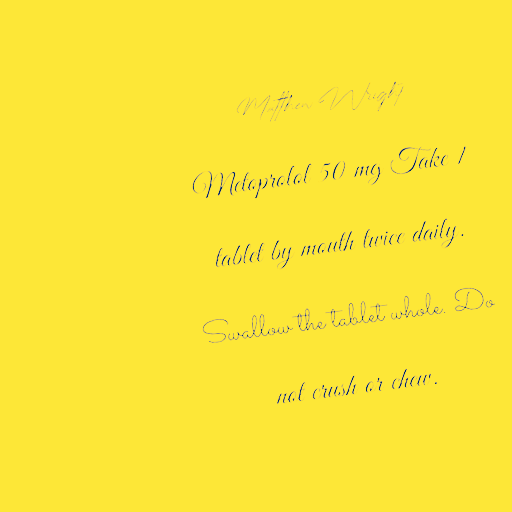 Matthew Wright
Metoprolol 50 mg Take 1
tablet by mouth twice daily.
Swallow the tablet whole. Do
not crush or chew.